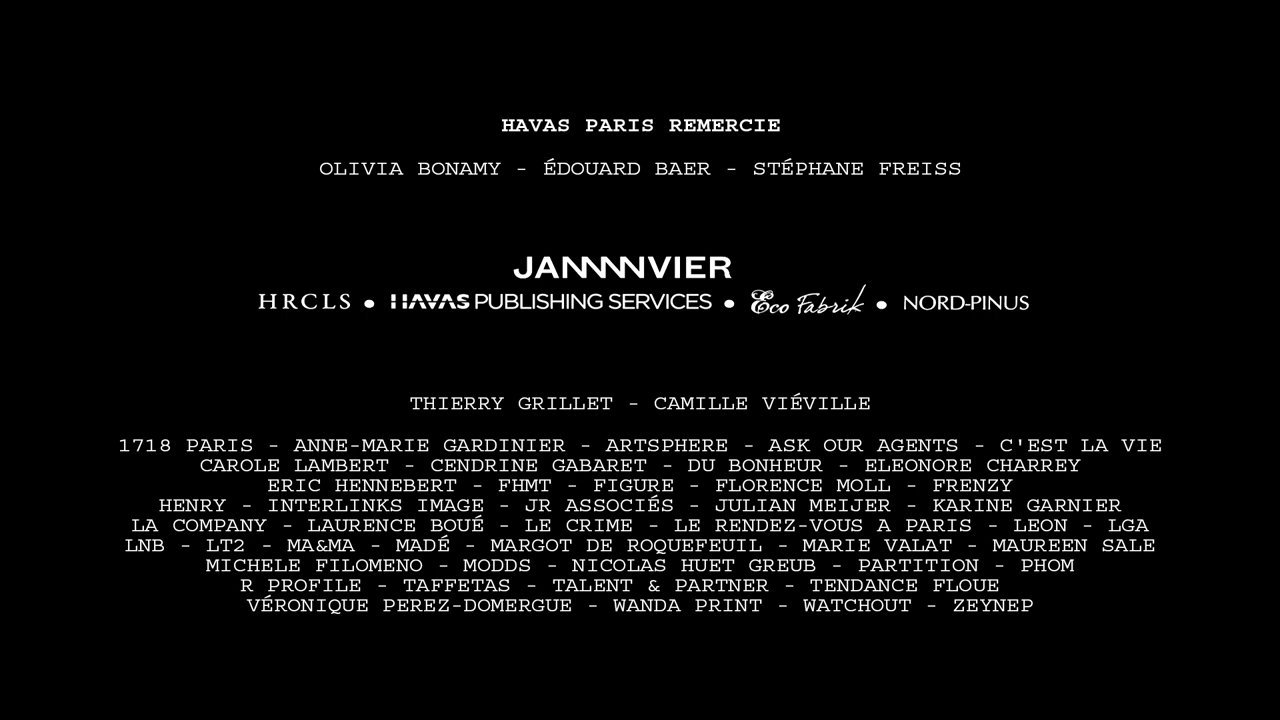 HAVAS PARIS REMERCIE
OLIVIA BONAMY - ÉDOUARD BAER - STÉPHANE FREISS
JANNNNVIER
HRCLS • HAVAS PUBLISHING SERVICES • Eco Fabrik • NORD-PINUS
THIERRY GRILLET - CAMILLE VIÉVILLE
1718 PARIS - ANNE-MARIE GARDINIER - ARTSPHERE - ASK OUR AGENTS - C'EST LA VIE
CAROLE LAMBERT - CENDRINE GABARET - DU BONHEUR - ELEONORE CHARREY
ERIC HENNEBERT - FHMT - FIGURE - FLORENCE MOLL - FRENZY
HENRY - INTERLINKS IMAGE - JR ASSOCIÉS - JULIAN MEIJER - KARINE GARNIER
LA COMPANY - LAURENCE BOUÉ - LE CRIME - LE RENDEZ-VOUS A PARIS - LEON - LGA
LNB - LT2 - MA&MA - MADÉ - MARGOT DE ROQUEFEUIL - MARIE VALAT - MAUREEN SALE
MICHELE FILOMENO - MODDS - NICOLAS HUET GREUB - PARTITION - PHOM
R PROFILE - TAFFETAS - TALENT & PARTNER - TENDANCE FLOUE
VÉRONIQUE PEREZ-DOMERGUE - WANDA PRINT - WATCHOUT - ZEYNEP